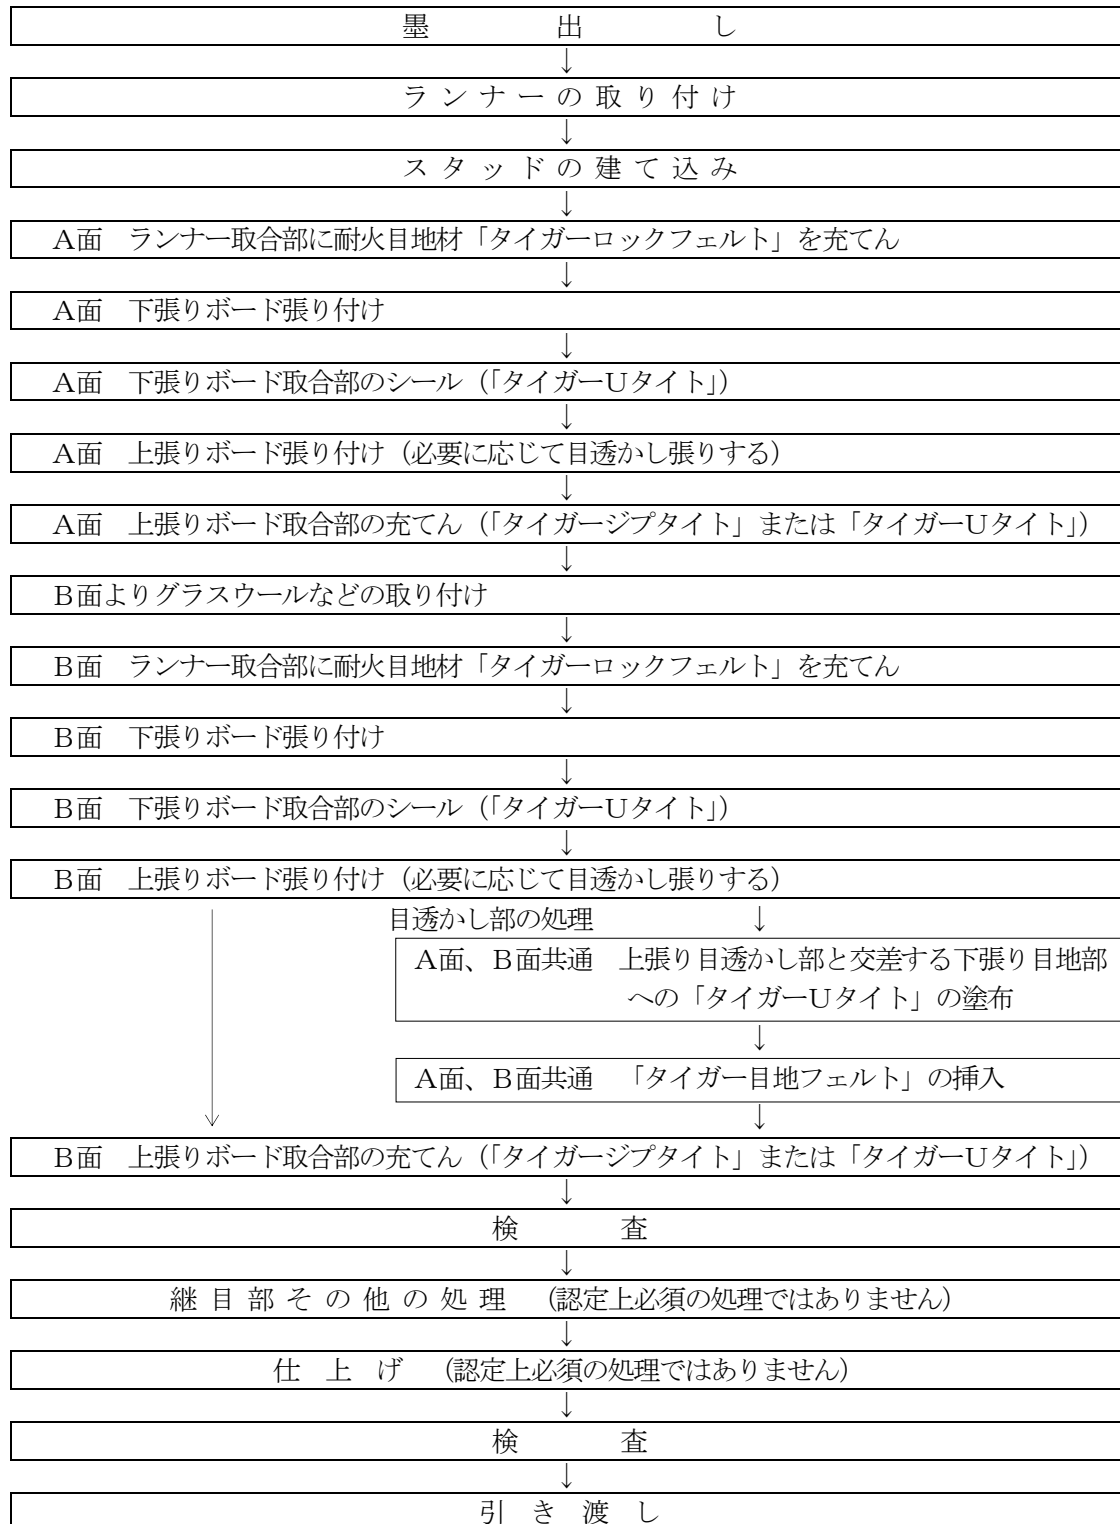 墨出し
↓
ランナーの取り付け
↓
スタッドの建て込み
↓
A面 ランナー取合部に耐火目地材「タイガーロックフェルト」を充てん
↓
A面 下張りボード張り付け
↓
A面 下張りボード取合部のシール（「タイガーUタイト」）
↓
A面 上張りボード張り付け（必要に応じて目透かし張りする）
↓
A面 上張りボード取合部の充てん（「タイガージプタイト」または「タイガーUタイト」）
↓
B面よりグラスウールなどの取り付け
↓
B面 ランナー取合部に耐火目地材「タイガーロックフェルト」を充てん
↓
B面 下張りボード張り付け
↓
B面 下張りボード取合部のシール（「タイガーUタイト」）
↓
B面 上張りボード張り付け（必要に応じて目透かし張りする）
目透かし部の処理 ↓
A面、B面共通 上張り目透かし部と交差する下張り目地部
への「タイガーUタイト」の塗布
↓
A面、B面共通 「タイガー目地フェルト」の挿入
↓
B面 上張りボード取合部の充てん（「タイガージプタイト」または「タイガーUタイト」）
↓
検査
↓
継目部その他の処理 （認定上必須の処理ではありません）
↓
仕上げ （認定上必須の処理ではありません）
↓
検査
↓
引き渡し